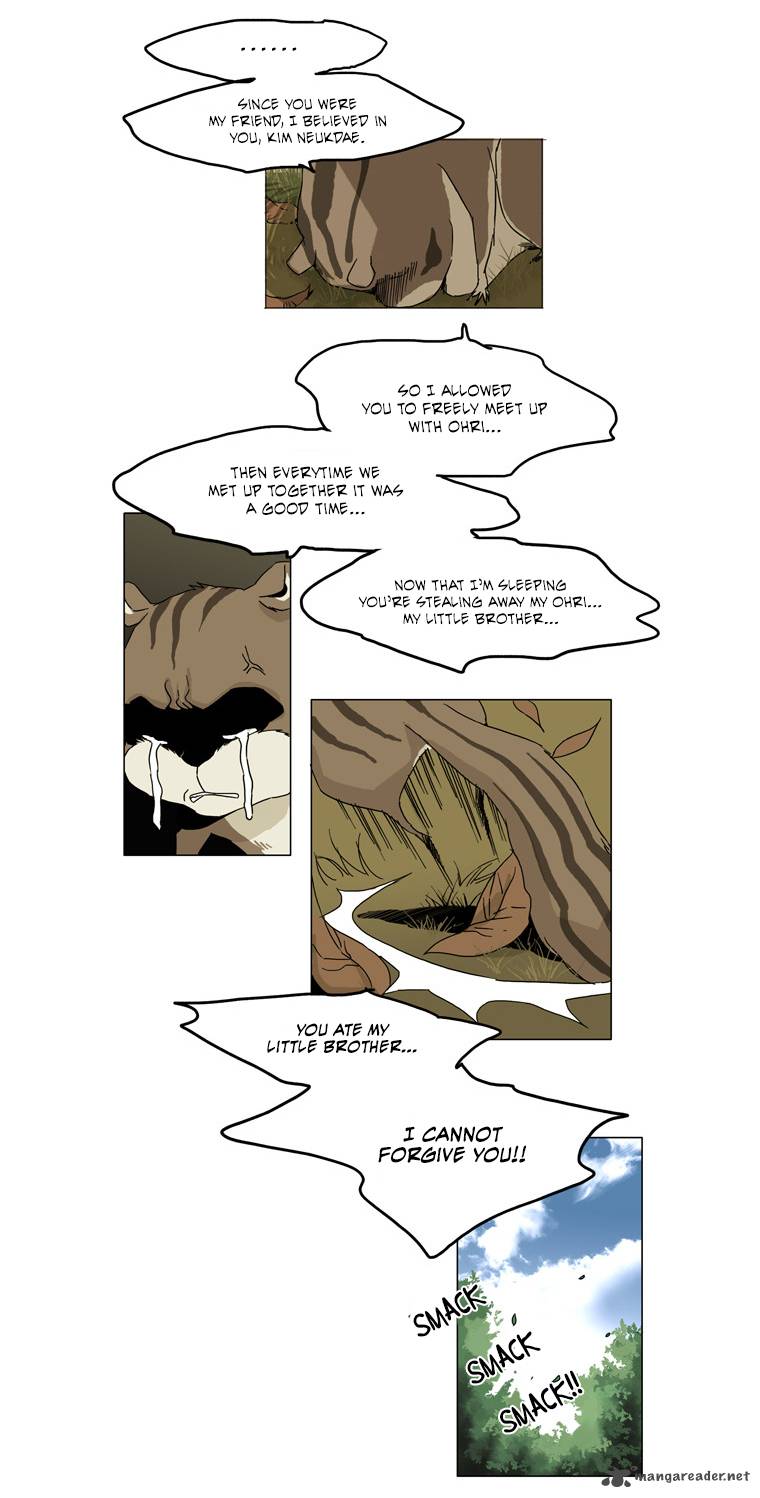 ......
SINCE YOU WERE
MY FRIEND, I BELIEVED IN
YOU, KIM NEUKDAE.
SO I ALLOWED
YOU TO FREELY MEET UP
WITH OHRI...
THEN EVERYTIME WE
MET UP TOGETHER IT WAS
A GOOD TIME...
NOW THAT I'M SLEEPING
YOU'RE STEALING AWAY MY OHRI...
MY LITTLE BROTHER...
YOU ATE MY
LITTLE BROTHER...
I CANNOT
FORGIVE YOU!!
SMACK
SMACK
SMACK!!
mangareader.net